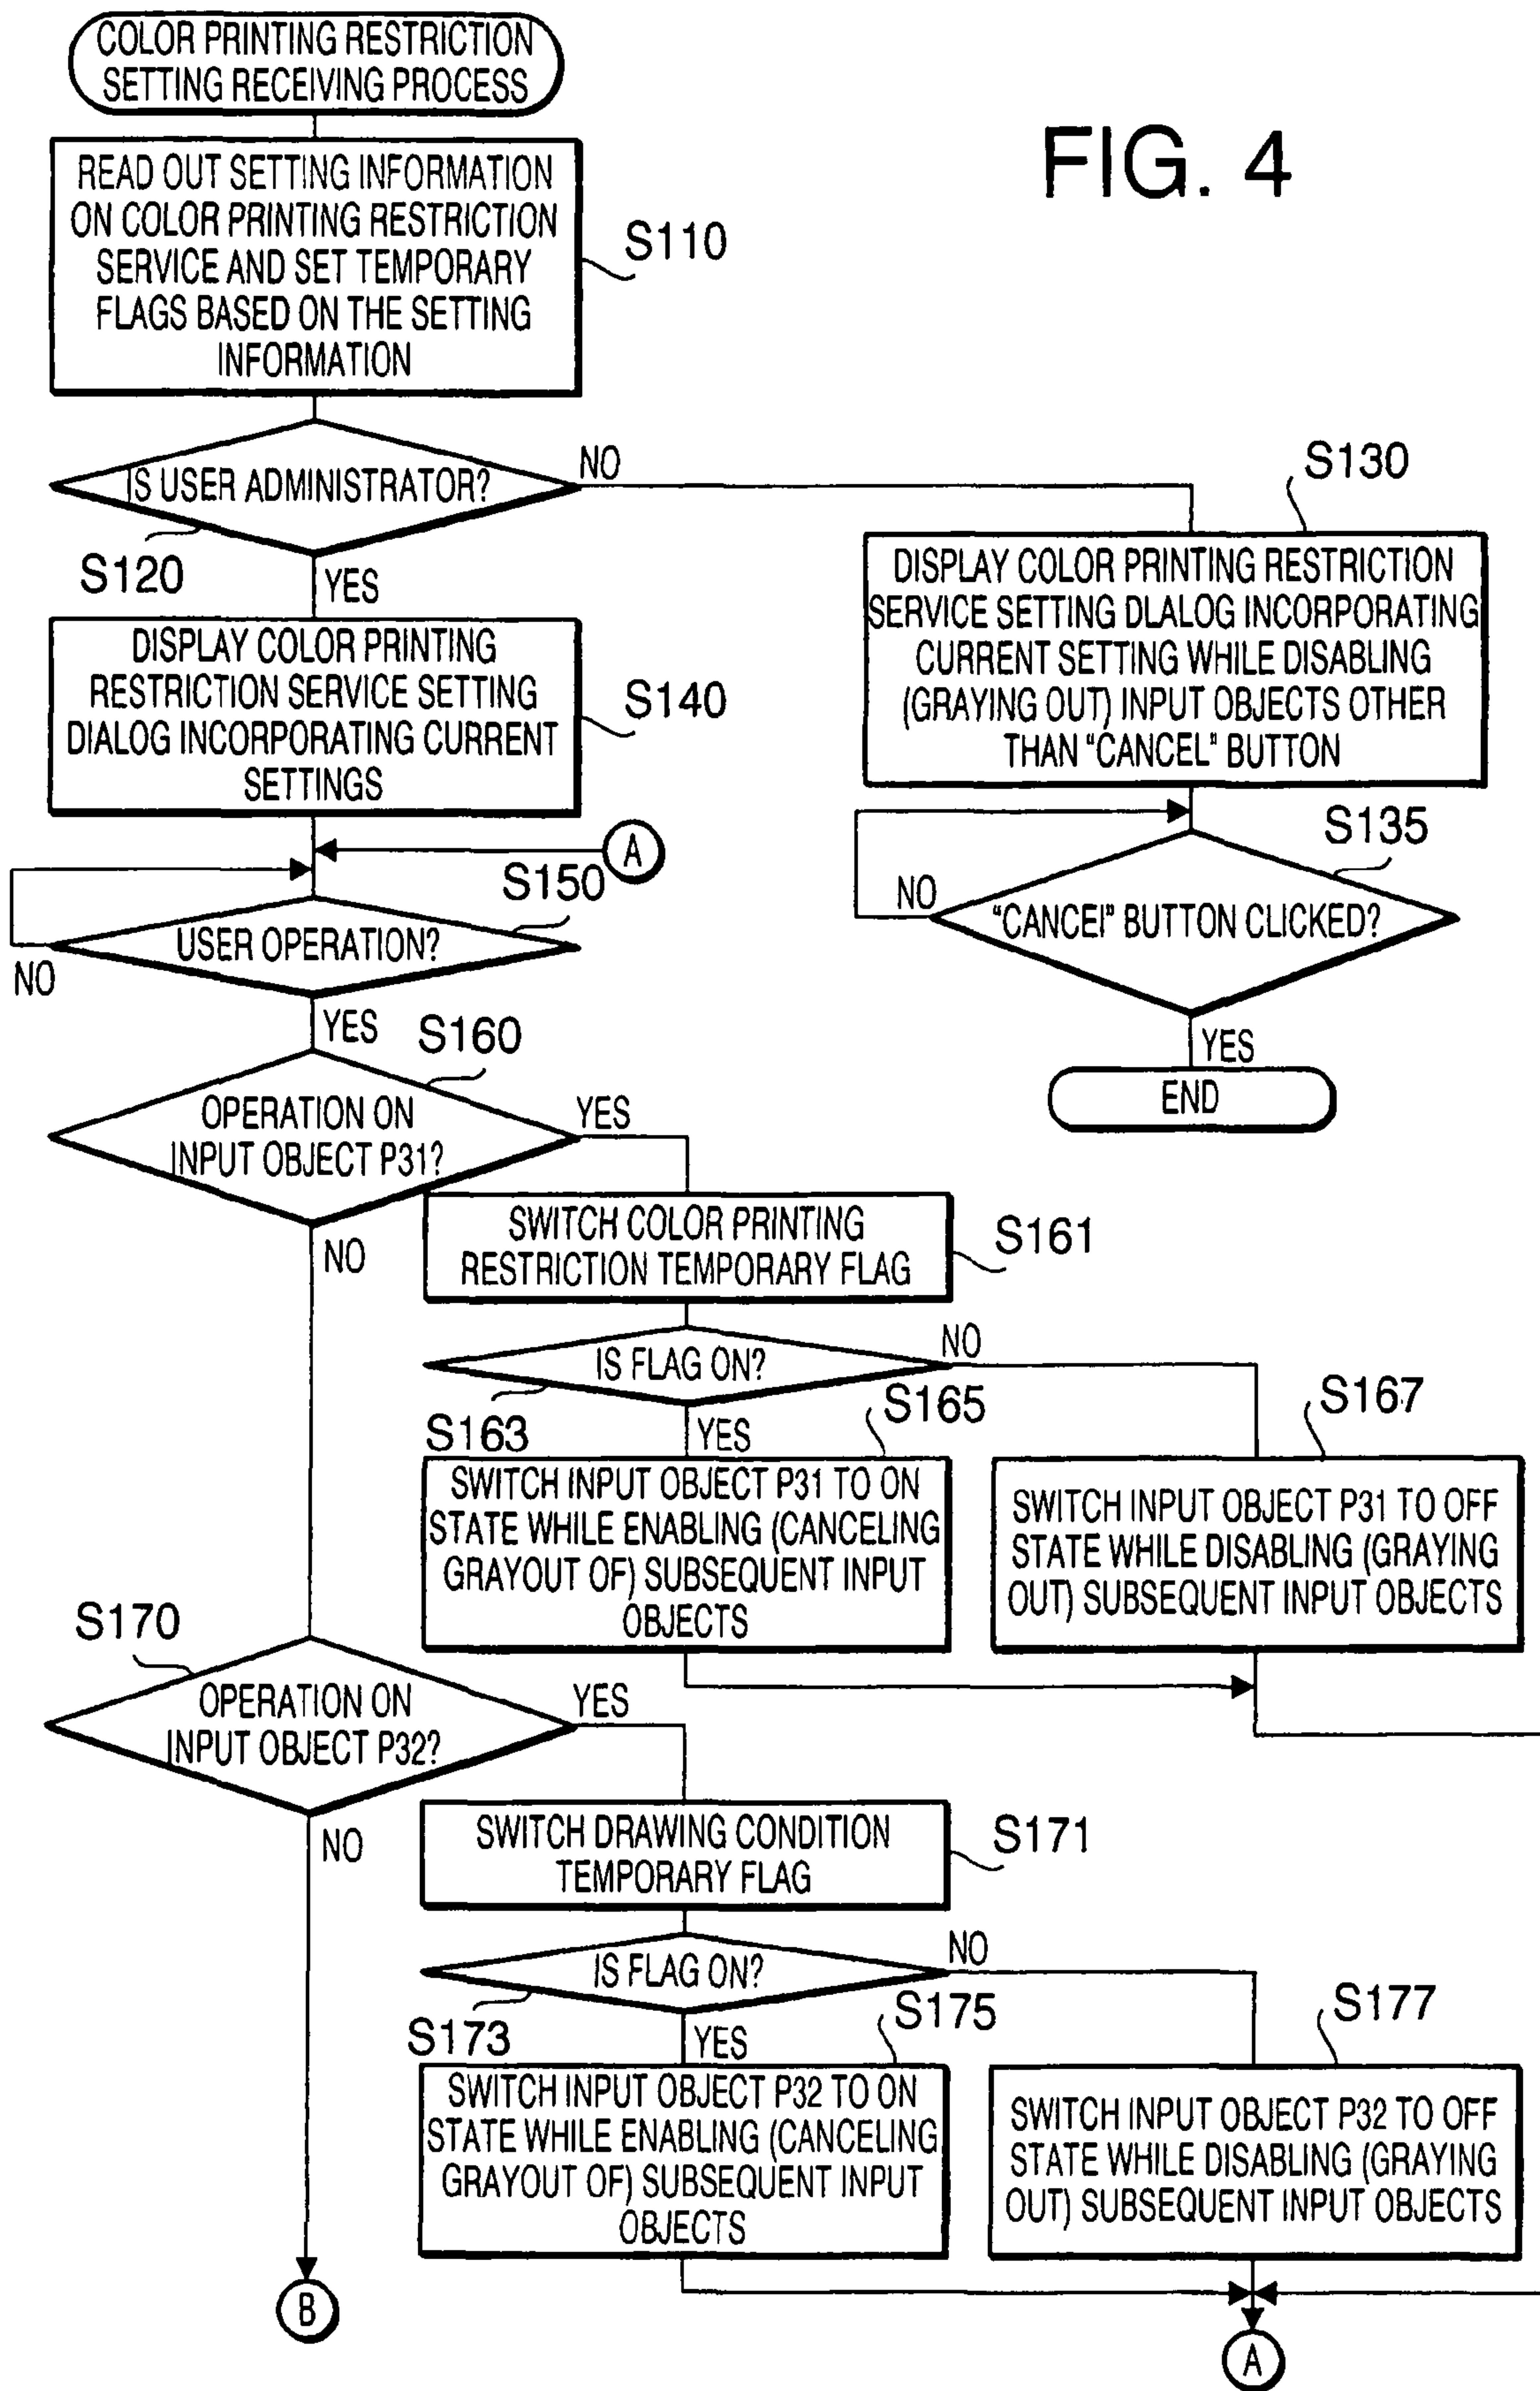 COLOR PRINTING RESTRICTION
SETTING RECEIVING PROCESS
FIG. 4
READ OUT SETTING INFORMATION
ON COLOR PRINTING RESTRICTION
SERVICE AND SET TEMPORARY
FLAGS BASED ON THE SETTING
INFORMATION
S110
IS USER ADMINISTRATOR?
NO
S120
YES
S130
DISPLAY COLOR PRINTING RESTRICTION
SERVICE SETTING DLALOG INCORPORATING
CURRENT SETTING WHILE DISABLING
(GRAYING OUT) INPUT OBJECTS OTHER
THAN "CANCEL" BUTTON
DISPLAY COLOR PRINTING
RESTRICTION SERVICE SETTING
DIALOG INCORPORATING CURRENT
SETTINGS
S140
A
S135
NO
"CANCEl" BUTTON CLICKED?
YES
END
S150
USER OPERATION?
NO
YES
S160
OPERATION ON
INPUT OBJECT P31?
YES
NO
SWITCH COLOR PRINTING
RESTRICTION TEMPORARY FLAG
S161
IS FLAG ON?
NO
S163
YES
S165
S167
SWITCH INPUT OBJECT P31 TO ON
STATE WHILE ENABLING (CANCELING
GRAYOUT OF) SUBSEQUENT INPUT
OBJECTS
SWITCH INPUT OBJECT P31 TO OFF
STATE WHILE DISABLING (GRAYING
OUT) SUBSEQUENT INPUT OBJECTS
S170
OPERATION ON
INPUT OBJECT P32?
YES
NO
SWITCH DRAWING CONDITION
TEMPORARY FLAG
S171
IS FLAG ON?
NO
S173
YES
S175
S177
SWITCH INPUT OBJECT P32 TO ON
STATE WHILE ENABLING (CANCELING
GRAYOUT OF) SUBSEQUENT INPUT
OBJECTS
SWITCH INPUT OBJECT P32 TO OFF
STATE WHILE DISABLING (GRAYING
OUT) SUBSEQUENT INPUT OBJECTS
B
A